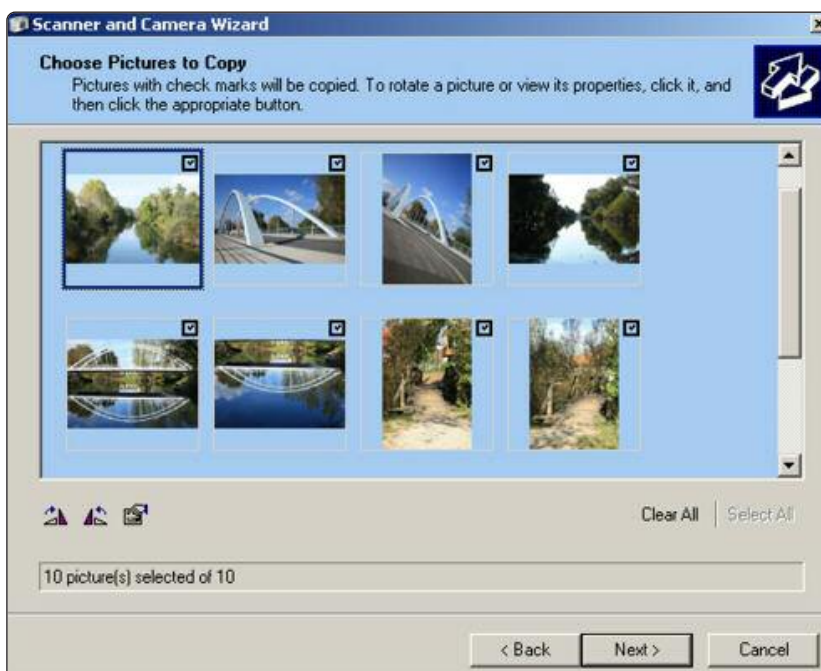 Scanner and Camera Wizard
Choose Pictures to Copy
Pictures with check marks will be copied. To rotate a picture or view its properties, click it, and
then click the appropriate button.
Clear All
Select All
10 picture(s) selected of 10
< Back
Next >
Cancel